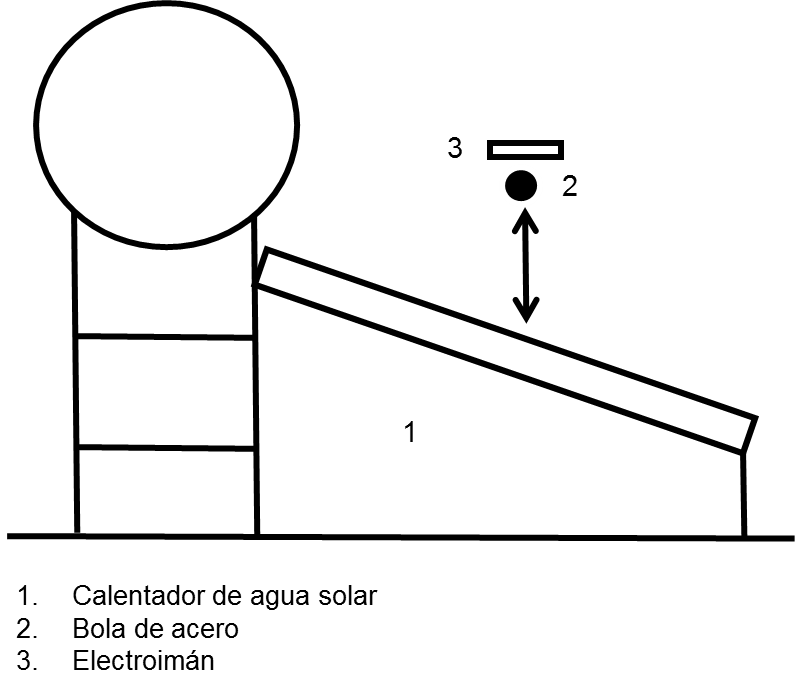 3
2
1
1. Calentador de agua solar
2. Bola de acero
3. Electroimán